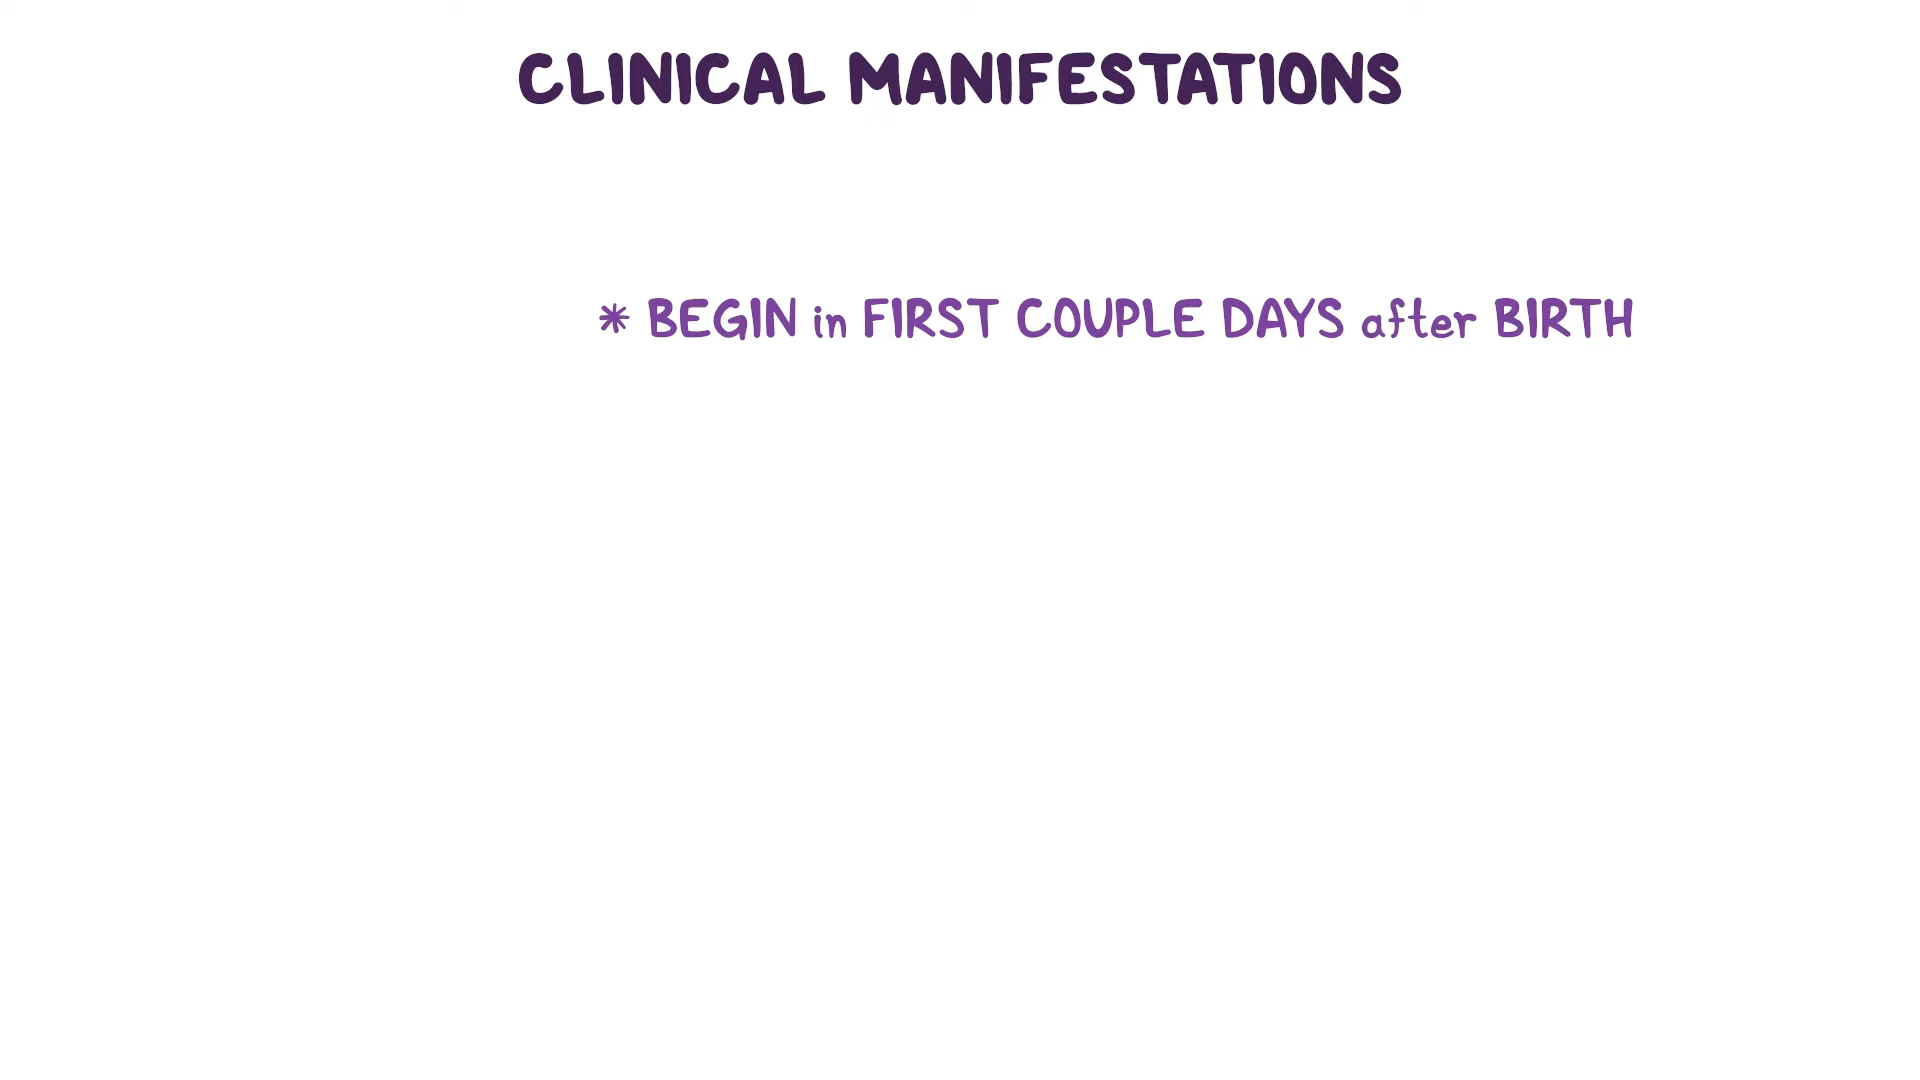 CLINICAL MANIFESTATIONS
* BEGIN in FIRST COUPLE DAYS after BIRTH